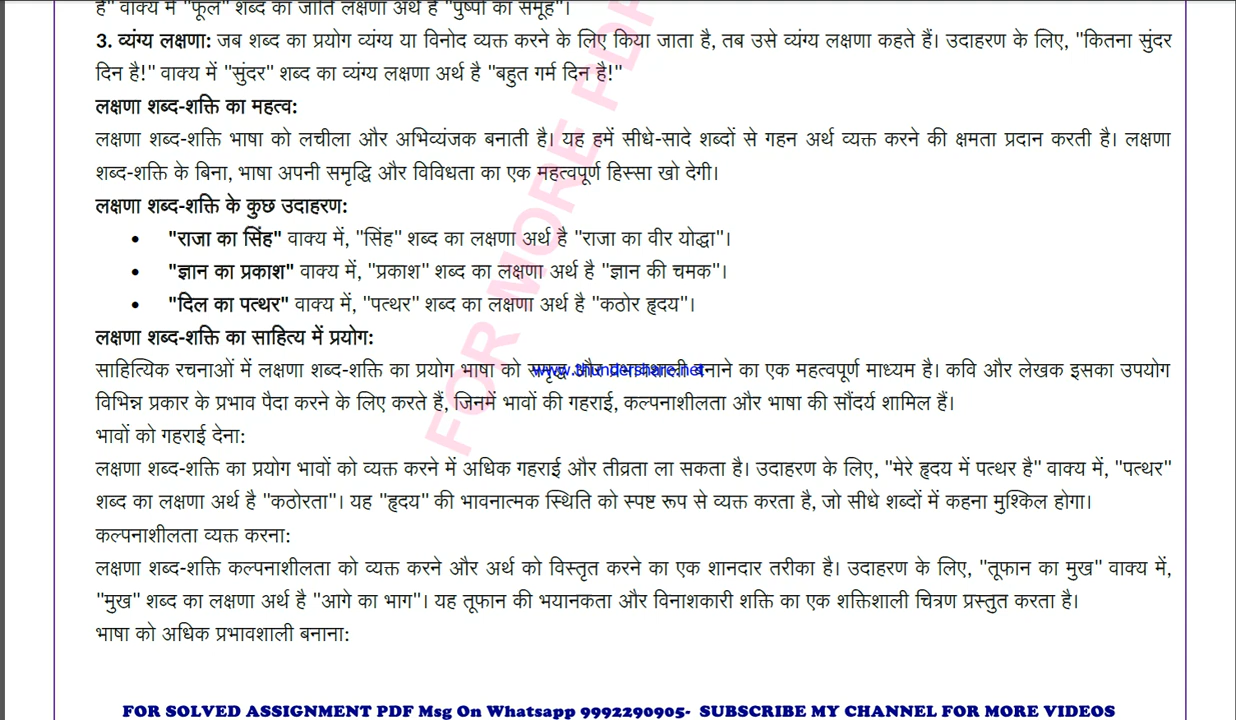 है" वाक्य में "फूल" शब्द का जाति लक्षणा अर्थ है "पुष्पों का समूह"।
3. व्यंग्य लक्षणा: जब शब्द का प्रयोग व्यंग्य या विनोद व्यक्त करने के लिए किया जाता है, तब उसे व्यंग्य लक्षणा कहते हैं। उदाहरण के लिए, "कितना सुंदर
दिन है!" वाक्य में "सुंदर" शब्द का व्यंग्य लक्षणा अर्थ है "बहुत गर्म दिन है!"
लक्षणा शब्द-शक्ति का महत्व:
लक्षणा शब्द-शक्ति भाषा को लचीला और अभिव्यंजक बनाती है। यह हमें सीधे-सादे शब्दों से गहन अर्थ व्यक्त करने की क्षमता प्रदान करती है। लक्षणा
शब्द-शक्ति के बिना, भाषा अपनी समृद्धि और विविधता का एक महत्वपूर्ण हिस्सा खो देगी।
लक्षणा शब्द-शक्ति के कुछ उदाहरण:
• "राजा का सिंह" वाक्य में, "सिंह" शब्द का लक्षणा अर्थ है "राजा का वीर योद्धा"।
• "ज्ञान का प्रकाश" वाक्य में, "प्रकाश" शब्द का लक्षणा अर्थ है "ज्ञान की चमक"।
• "दिल का पत्थर" वाक्य में, "पत्थर" शब्द का लक्षणा अर्थ है "कठोर हृदय"।
लक्षणा शब्द-शक्ति का साहित्य में प्रयोग:
साहित्यिक रचनाओं में लक्षणा शब्द-शक्ति का प्रयोग भाषा को समृद्ध और प्रभावशाली बनाने का एक महत्वपूर्ण माध्यम है। कवि और लेखक इसका उपयोग
www.thundershare.net
विभिन्न प्रकार के प्रभाव पैदा करने के लिए करते हैं, जिनमें भावों की गहराई, कल्पनाशीलता और भाषा की सौंदर्य शामिल हैं।
भावों को गहराई देना:
लक्षणा शब्द-शक्ति का प्रयोग भावों को व्यक्त करने में अधिक गहराई और तीव्रता ला सकता है। उदाहरण के लिए, "मेरे हृदय में पत्थर है" वाक्य में, "पत्थर"
शब्द का लक्षणा अर्थ है "कठोरता"। यह "हृदय" की भावनात्मक स्थिति को स्पष्ट रूप से व्यक्त करता है, जो सीधे शब्दों में कहना मुश्किल होगा।
कल्पनाशीलता व्यक्त करना:
लक्षणा शब्द-शक्ति कल्पनाशीलता को व्यक्त करने और अर्थ को विस्तृत करने का एक शानदार तरीका है। उदाहरण के लिए, "तूफान का मुख" वाक्य में,
"मुख" शब्द का लक्षणा अर्थ है "आगे का भाग"। यह तूफान की भयानकता और विनाशकारी शक्ति का एक शक्तिशाली चित्रण प्रस्तुत करता है।
भाषा को अधिक प्रभावशाली बनाना:
FOR MORE PDF
FOR SOLVED ASSIGNMENT PDF Msg On Whatsapp 9992290905- SUBSCRIBE MY CHANNEL FOR MORE VIDEOS